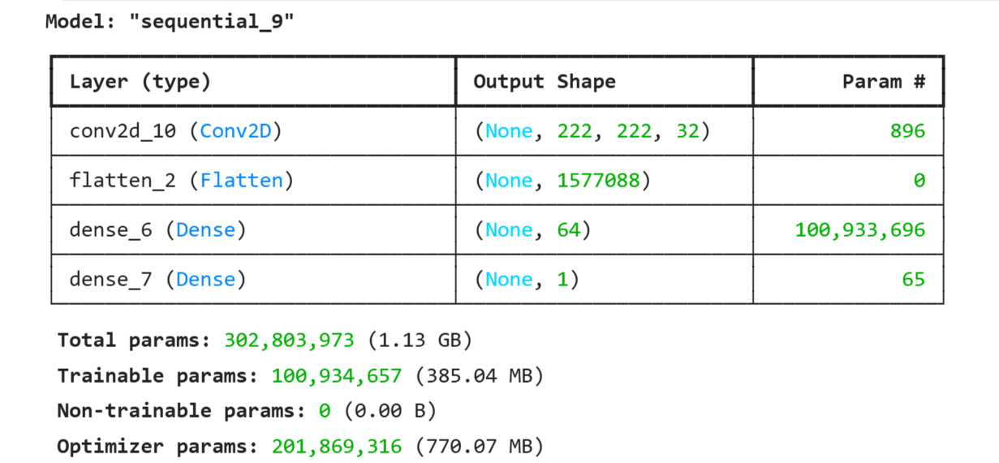 Model: "sequential_9"
Layer (type) Output Shape Param #
conv2d_10 (Conv2D) (None, 222, 222, 32) 896
flatten_2 (Flatten) (None, 1577088) 0
dense_6 (Dense) (None, 64) 100,933,696
dense_7 (Dense) (None, 1) 65
Total params: 302,803,973 (1.13 GB)
Trainable params: 100,934,657 (385.04 MB)
Non-trainable params: 0 (0.00 B)
Optimizer params: 201,869,316 (770.07 MB)